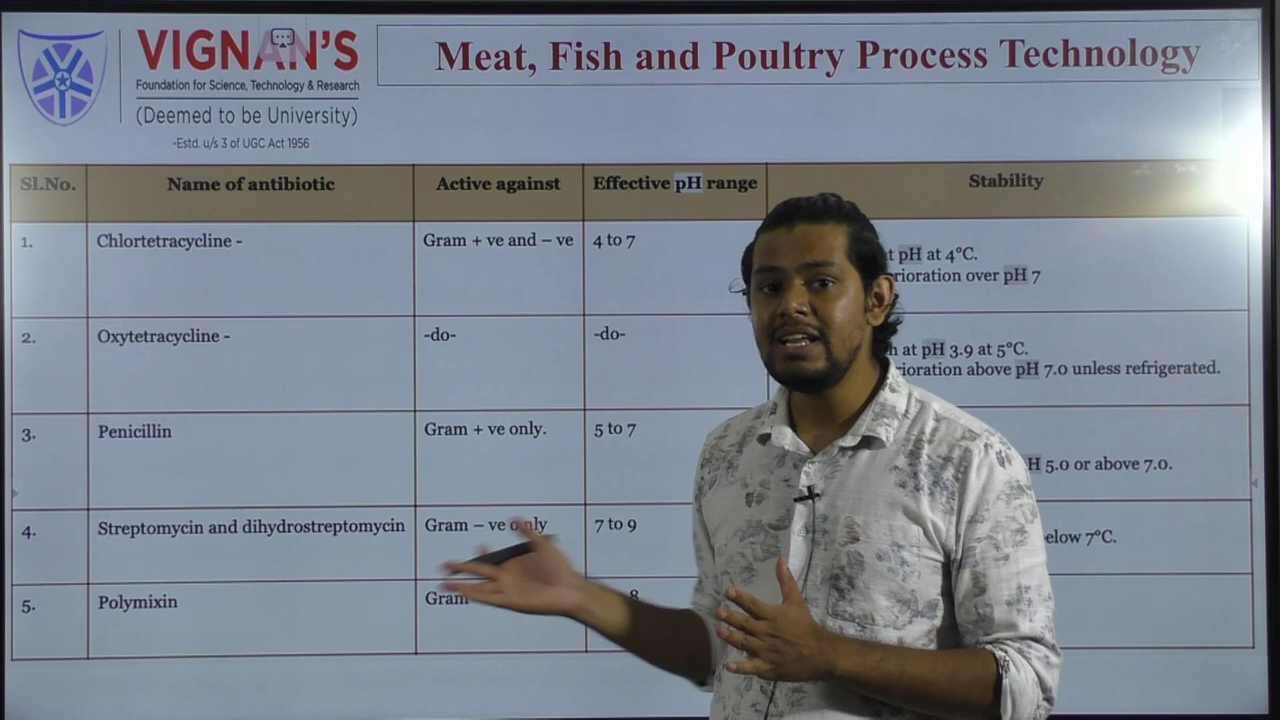 VIGNAN'S
Foundation for Science, Technology & Research
(Deemed to be University)
-Estd. u/s 3 of UGC Act 1956
Meat, Fish and Poultry Process Technology
Sl.No. Name of antibiotic Active against Effective pH range Stability
1. Chlortetracycline - Gram + ve and – ve 4 to 7
t pH at 4°C.
rioration over pH 7
2. Oxytetracycline - -do- -do-
h at pH 3.9 at 5°C.
rioration above pH 7.0 unless refrigerated.
3. Penicillin Gram + ve only. 5 to 7
H 5.0 or above 7.0.
4. Streptomycin and dihydrostreptomycin Gram – ve only 7 to 9
elow 7°C.
5. Polymixin Gram 8